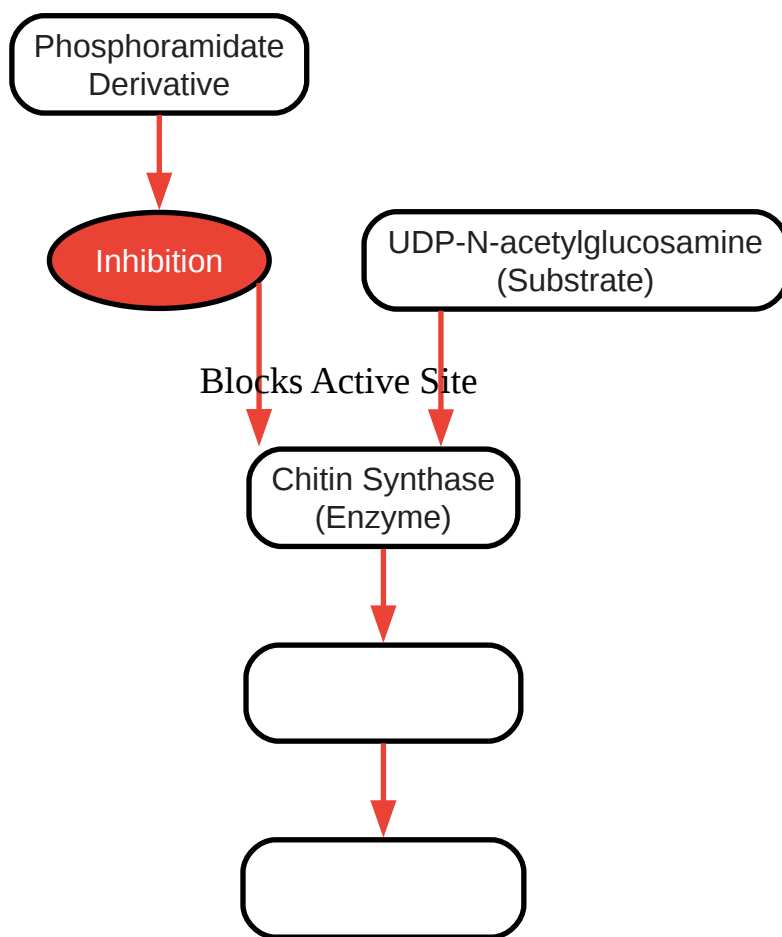 Phosphoramidate
Derivative
Inhibition
UDP-N-acetylglucosamine
(Substrate)
Blocks Active Site
Chitin Synthase
(Enzyme)